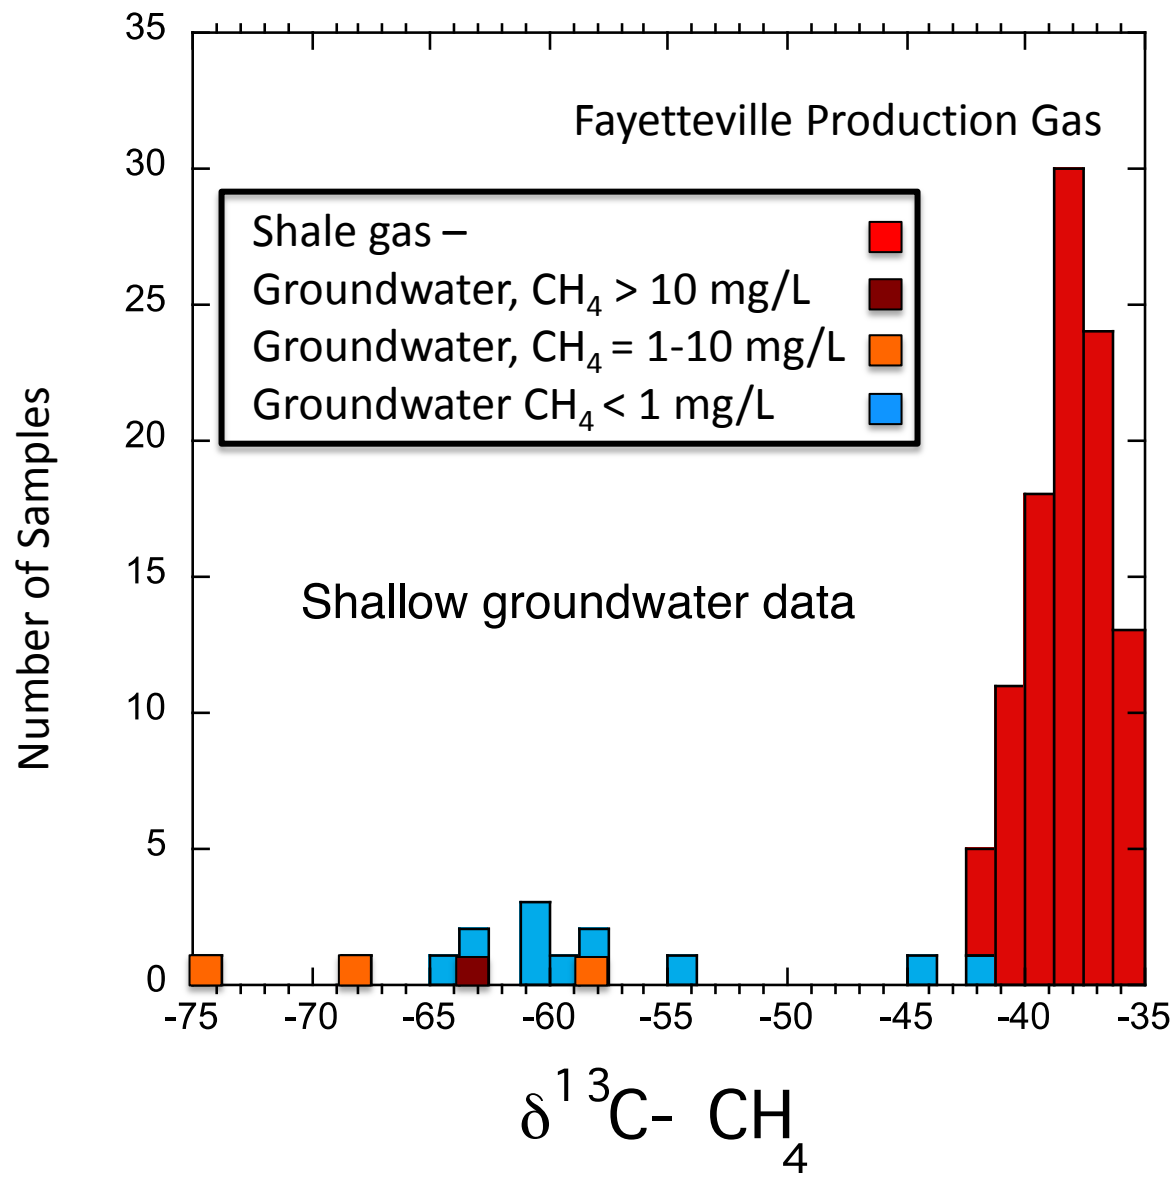 35
Fayetteville Production Gas
30
Shale gas –
Groundwater, CH₄ > 10 mg/L
25
Groundwater, CH₄ = 1-10 mg/L
Groundwater CH₄ < 1 mg/L
20
Number of Samples
15
Shallow groundwater data
10
5
0
-75 -70 -65 -60 -55 -50 -45 -40 -35
δ¹³C- CH₄